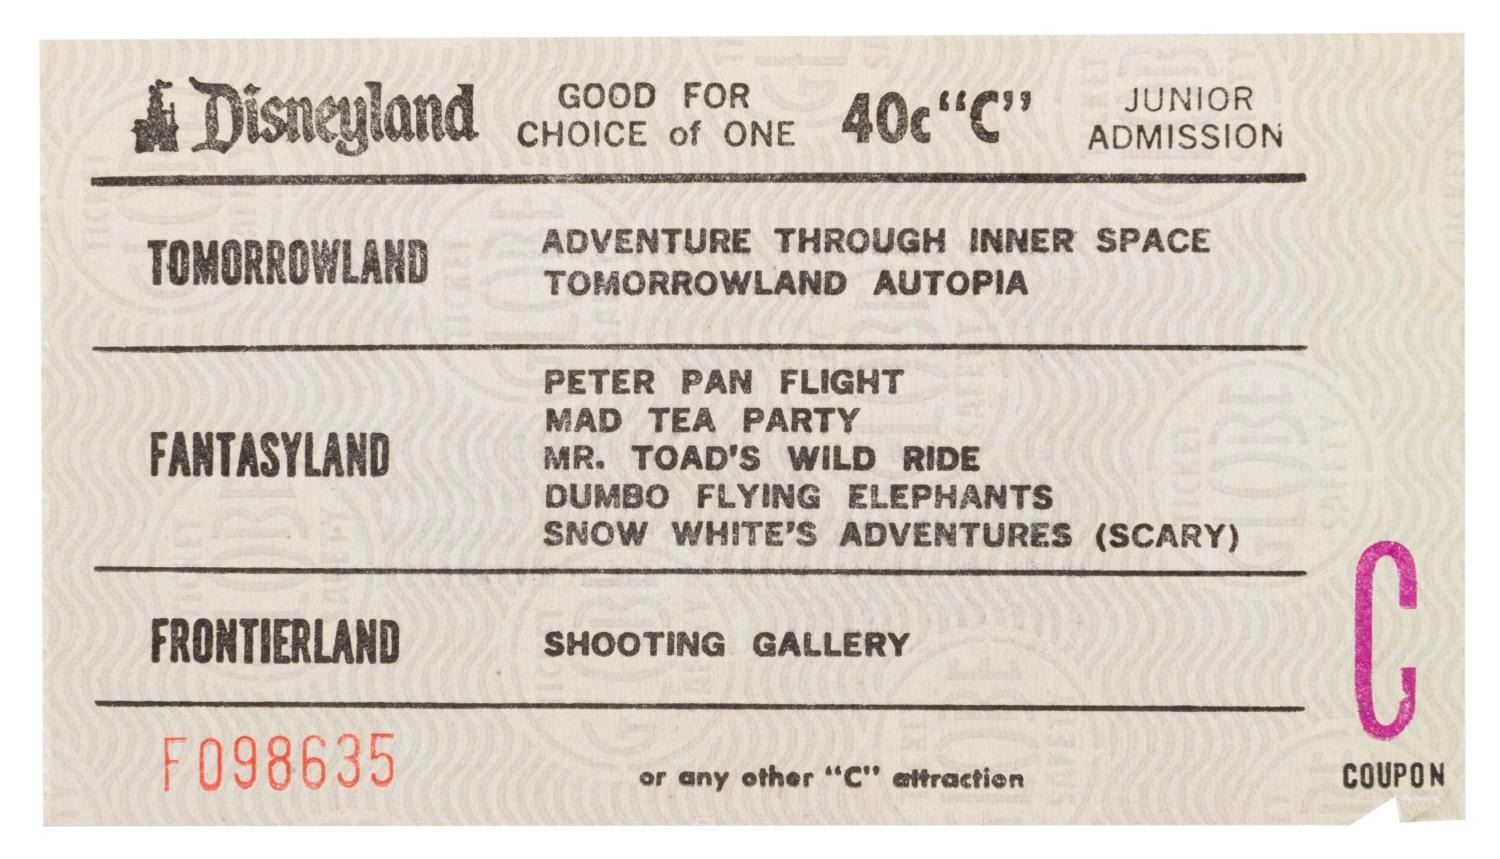 Disneyland GOOD FOR CHOICE of ONE 40c "C" JUNIOR ADMISSION
TOMORROWLAND
ADVENTURE THROUGH INNER SPACE
TOMORROWLAND AUTOPIA
FANTASYLAND
PETER PAN FLIGHT
MAD TEA PARTY
MR. TOAD'S WILD RIDE
DUMBO FLYING ELEPHANTS
SNOW WHITE'S ADVENTURES (SCARY)
FRONTIERLAND
SHOOTING GALLERY
F098635
or any other "C" attraction
C
COUPON